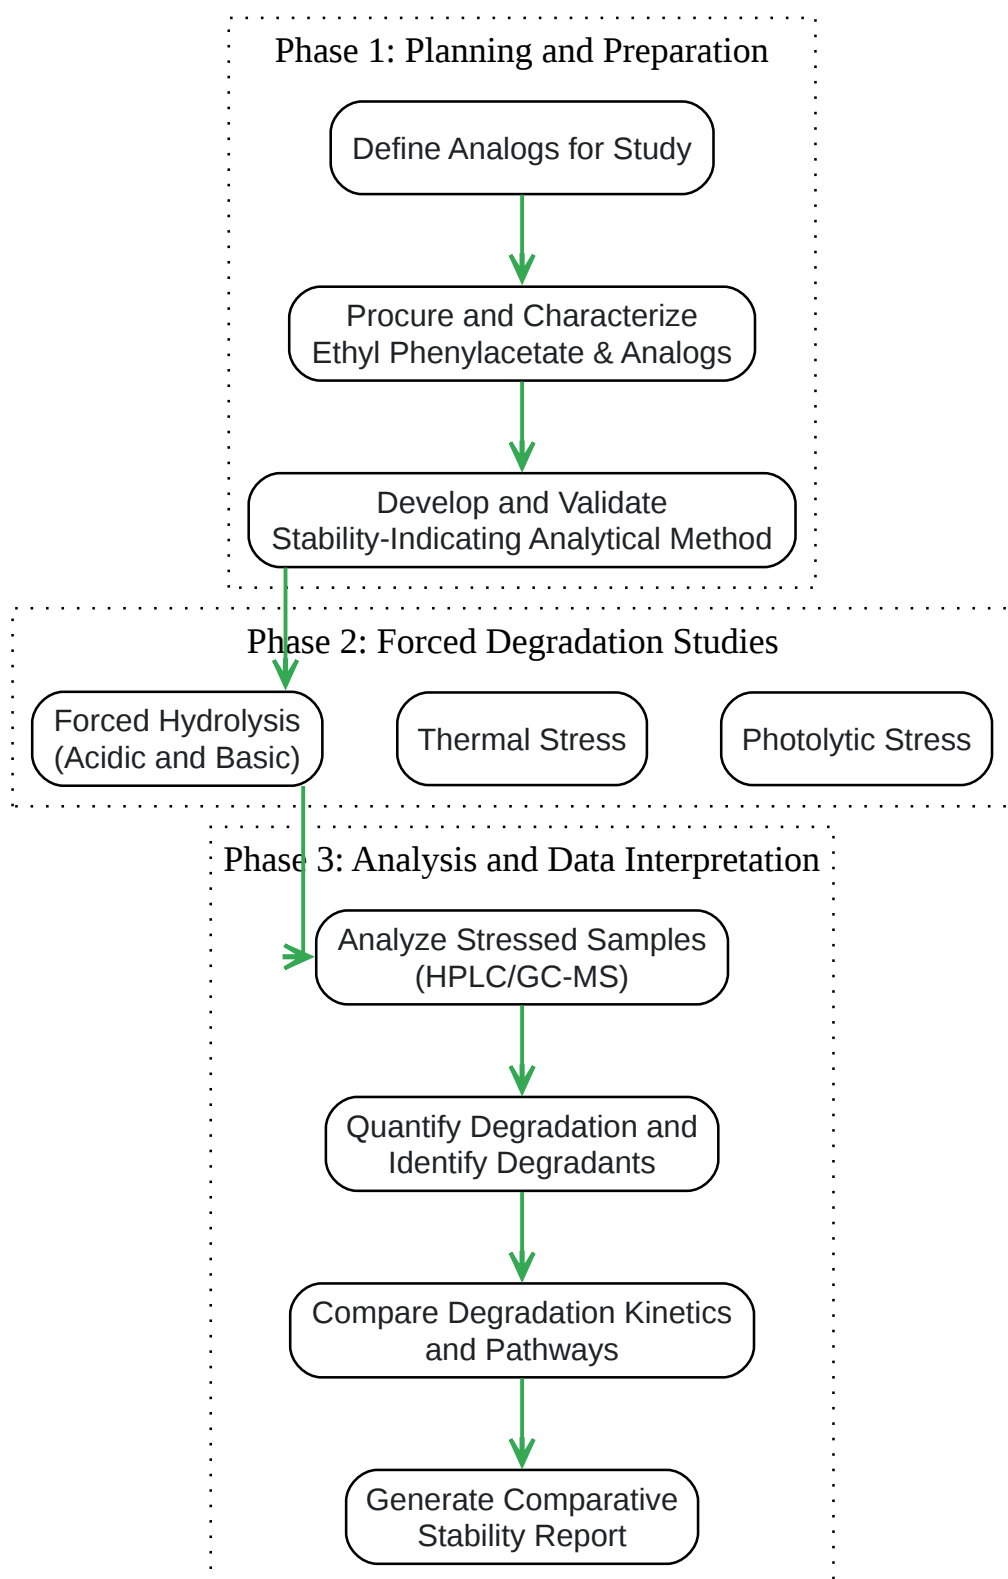 Phase 1: Planning and Preparation
Define Analogs for Study
Procure and Characterize
Ethyl Phenylacetate & Analogs
Develop and Validate
Stability-Indicating Analytical Method
Phase 2: Forced Degradation Studies
Forced Hydrolysis
(Acidic and Basic)
Thermal Stress
Photolytic Stress
Phase 3: Analysis and Data Interpretation
Analyze Stressed Samples
(HPLC/GC-MS)
Quantify Degradation and
Identify Degradants
Compare Degradation Kinetics
and Pathways
Generate Comparative
Stability Report